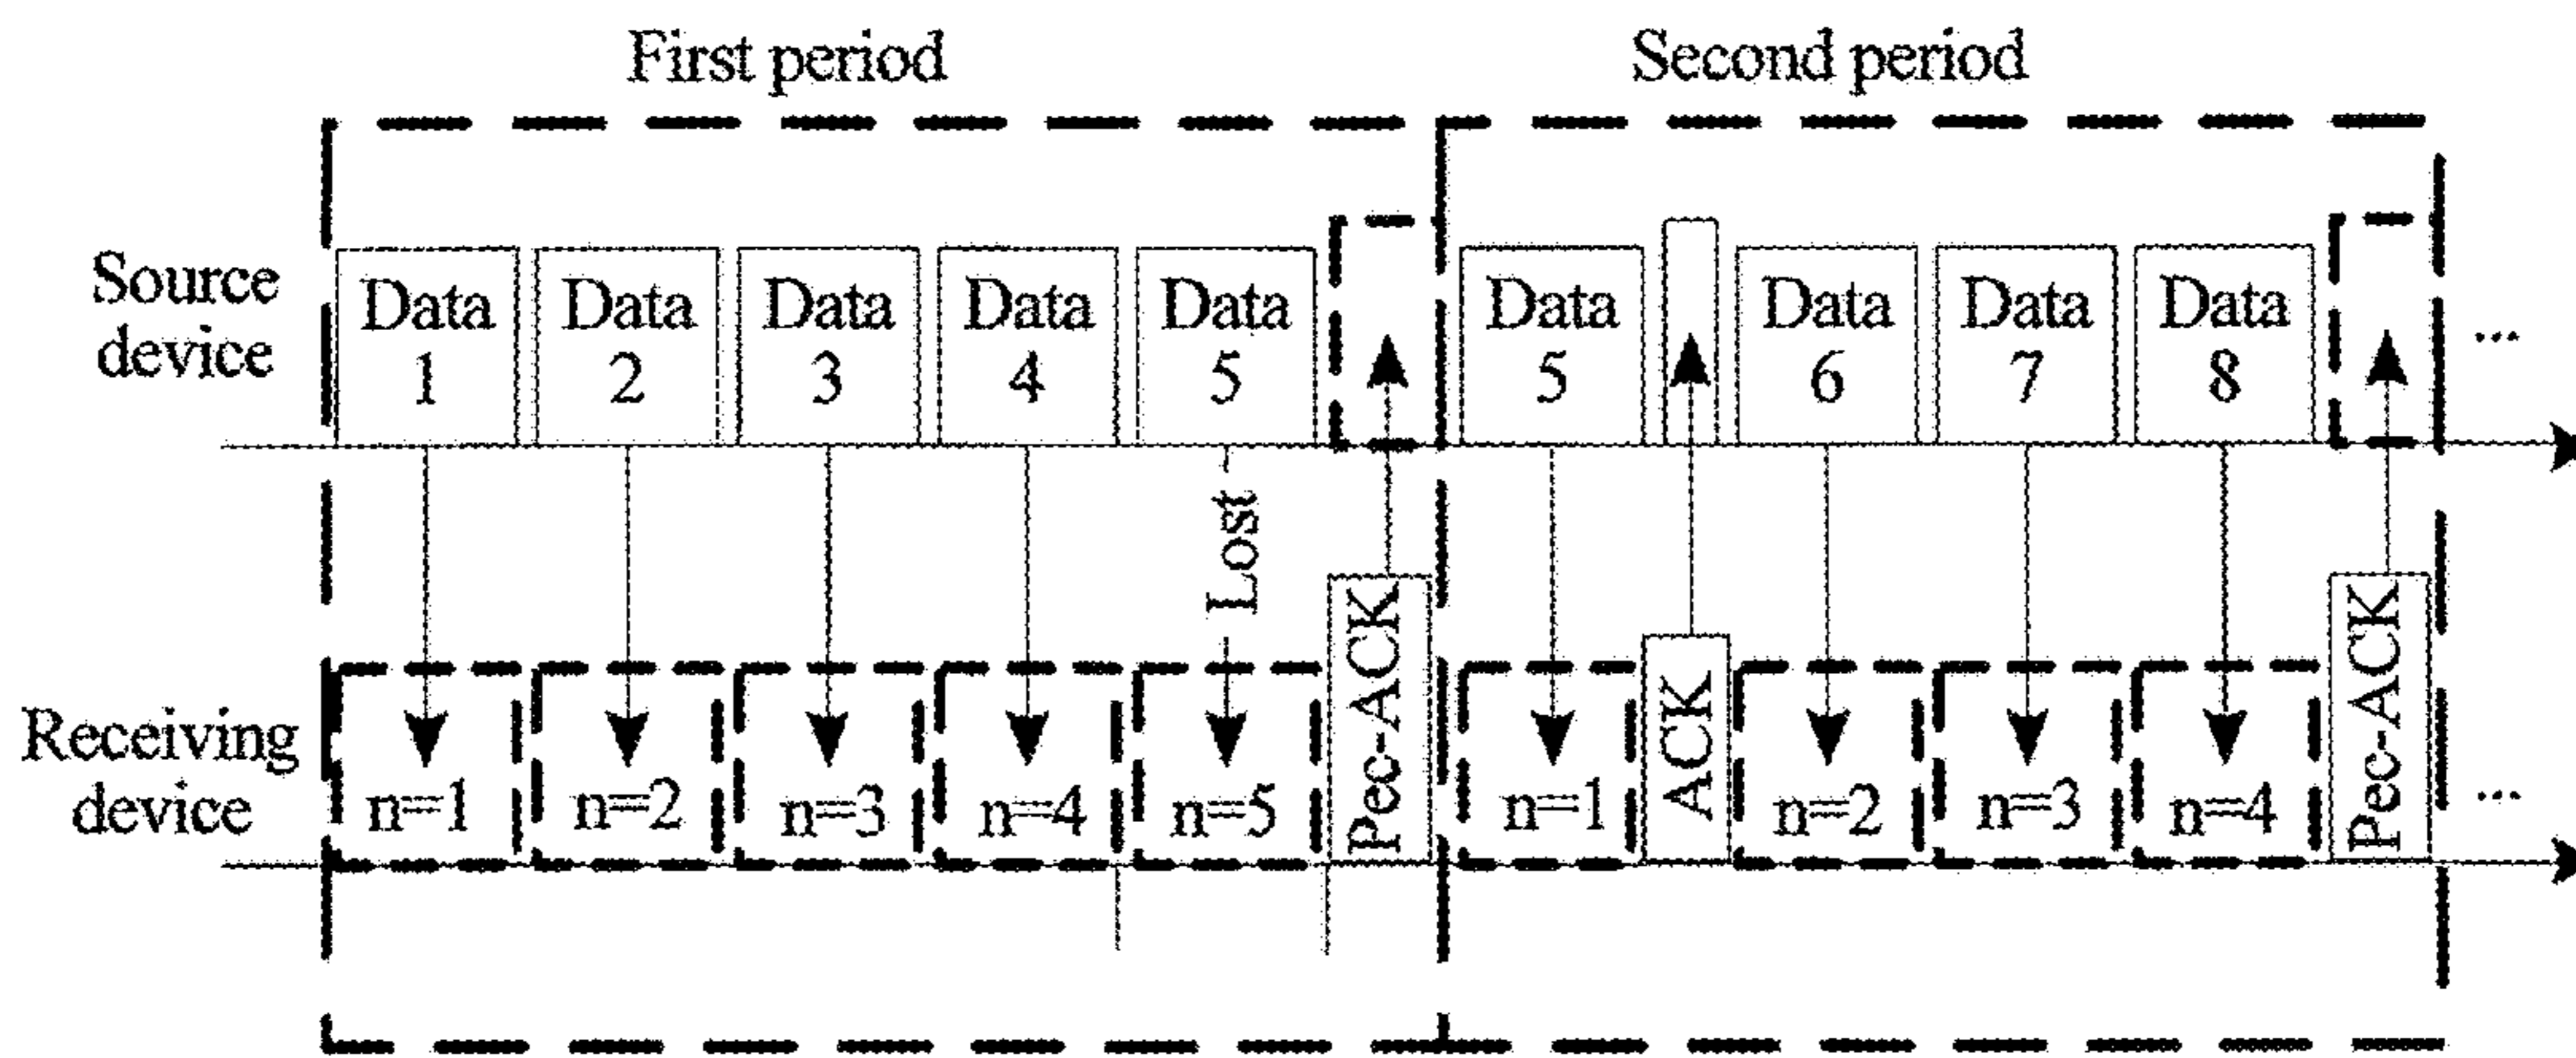 First period
Second period
Source
device
Data
1
Data
2
Data
3
Data
4
Data
5
Data
5
Data
6
Data
7
Data
8
...
Lost
Receiving
device
n=1
n=2
n=3
n=4
n=5
Pec-ACK
n=1
ACK
n=2
n=3
n=4
Pec-ACK
...